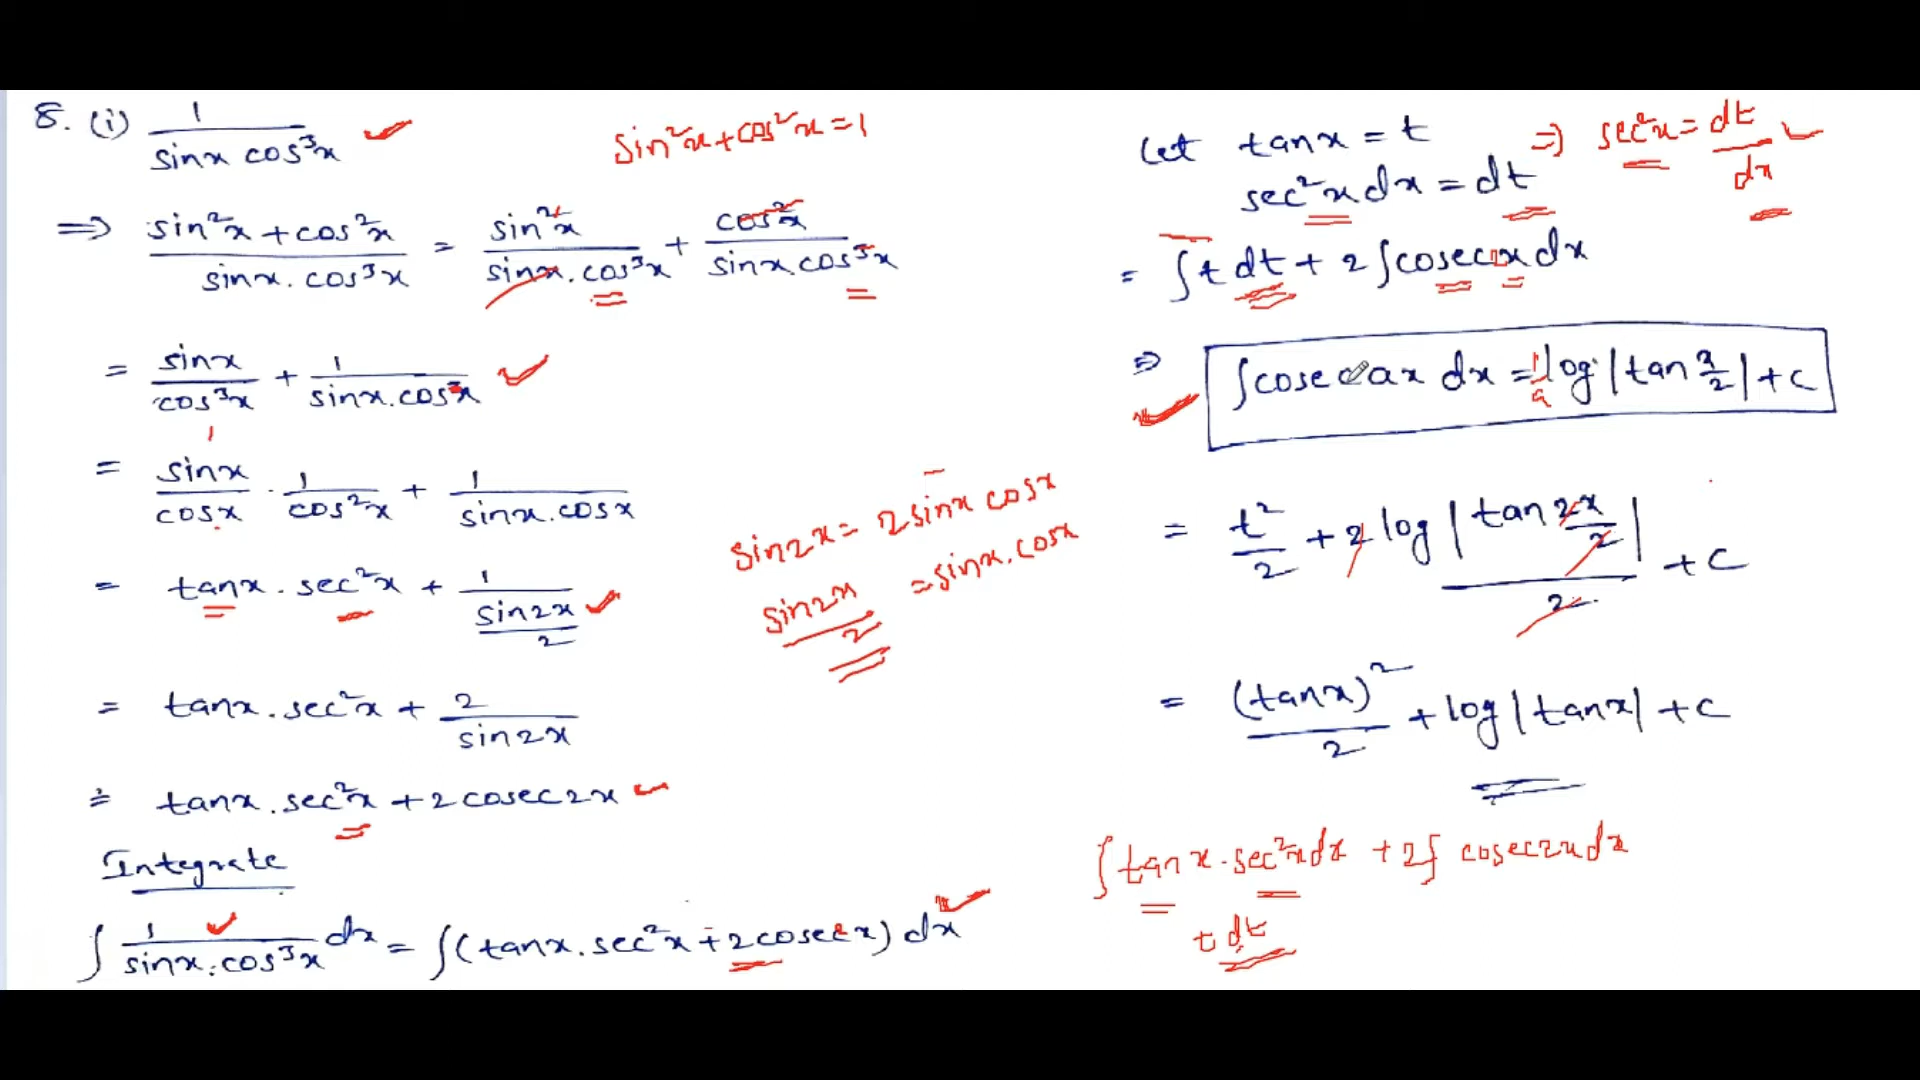 8. (i) 1/(sinx cos³x) ✓
sin²x + cos²x = 1
⇒ (sin²x + cos²x)/(sinx . cos³x) = sin²x/(sinx . cos³x) + cos²x/(sinx.cos³x)
= sinx/cos³x + 1/(sinx.cosx) ✓
= sinx/cosx . 1/cos²x + 1/(sinx.cosx)
sin2x = 2sinx cosx
sin2x/2 = sinx.cosx
= tanx . sec²x + 1/(sin2x/2) ✓
= tanx . sec²x + 2/sin2x
= tanx . sec²x + 2cosec2x
Integrate
∫ 1/(sinx.cos³x) dx = ∫(tanx . sec²x + 2cosec2x) dx
Let tanx = t ⇒ sec²x = dt/dx
sec²x dx = dt
= ∫t dt + 2∫cosec2x dx
⇒ ∫cosec ax dx = 1/a log|tan x/2| + c
= t²/2 + 2 log|tan 2x/2|/2 + c
= (tanx)²/2 + log|tanx| + c
∫tanx . sec²x dx + 2∫ cosec2x dx
t dt